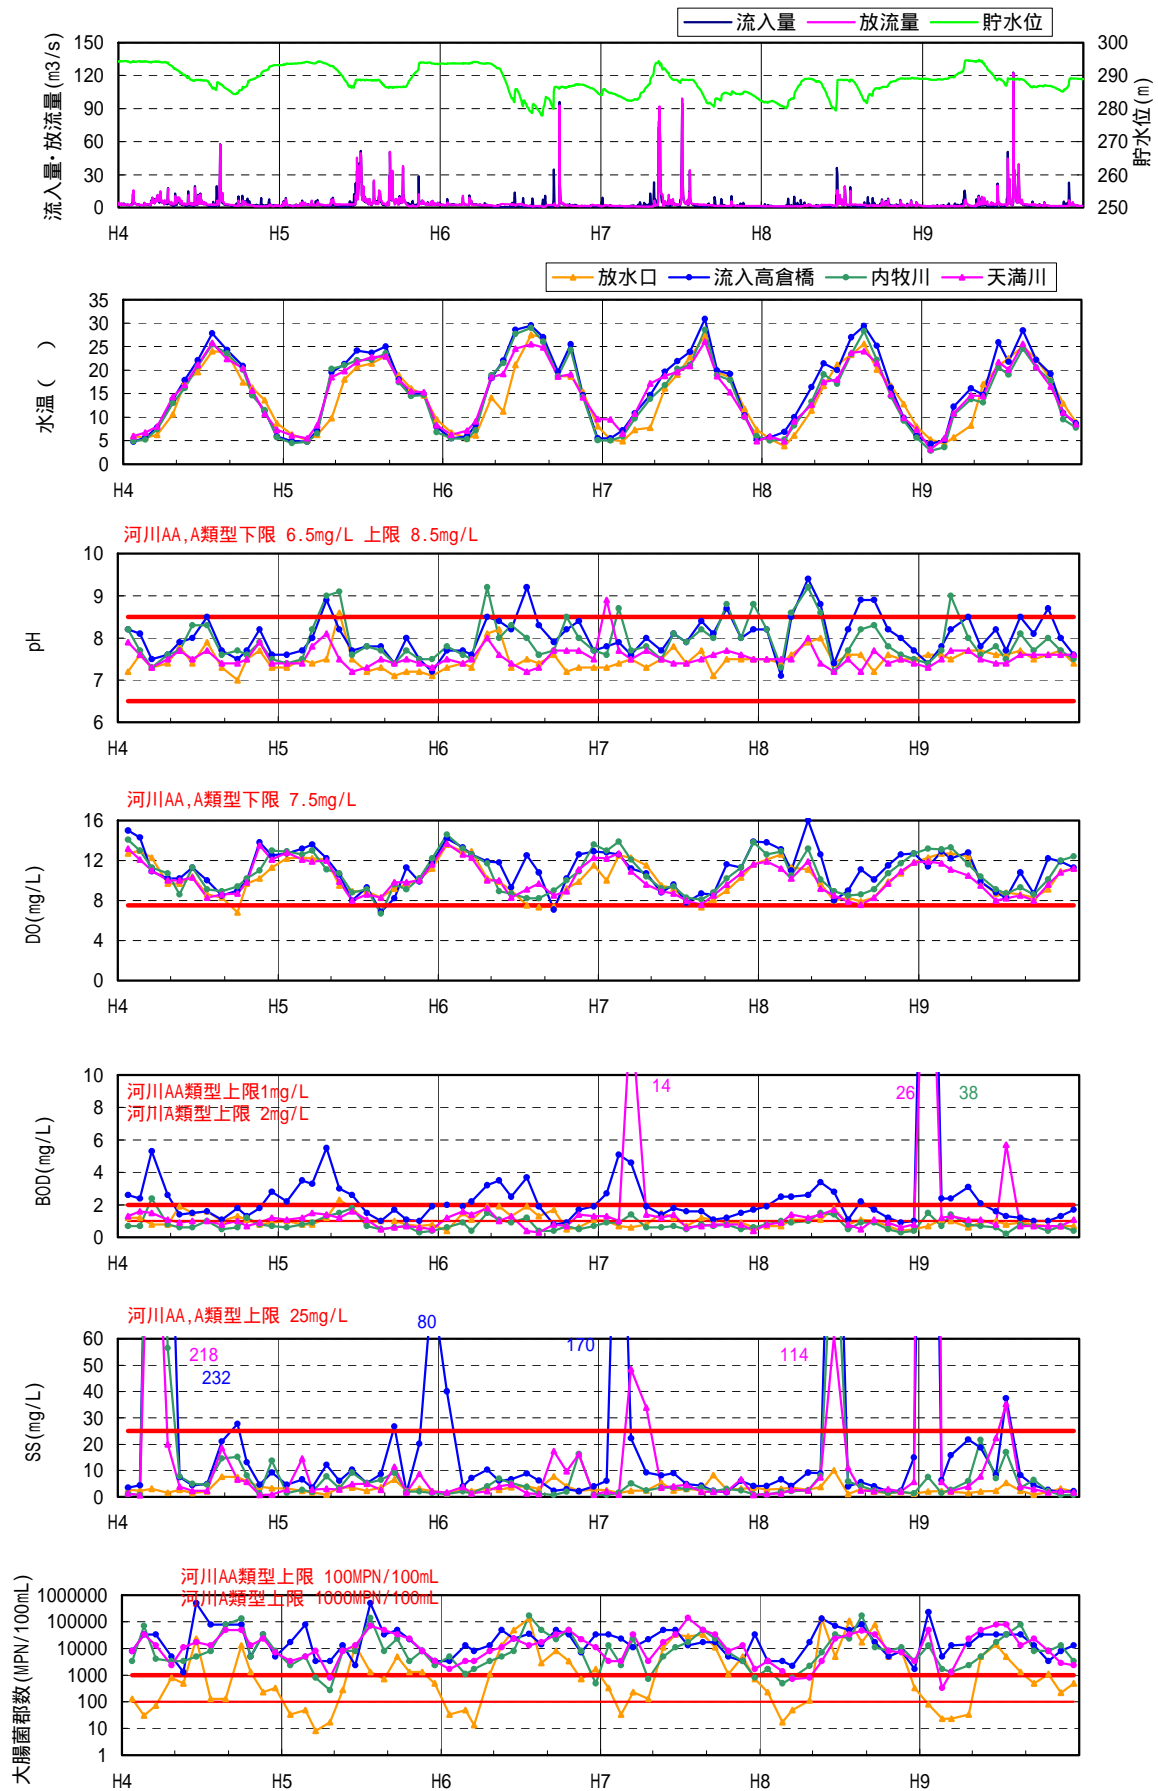 流入量 放流量 貯水位
流入量・放流量(m3/s)
150
120
90
60
30
0
300
290
280
270
260
250
貯水位(m)
H4 H5 H6 H7 H8 H9
放水口 流入高倉橋 内牧川 天満川
水温( )
35
30
25
20
15
10
5
0
H4 H5 H6 H7 H8 H9
河川AA,A類型下限 6.5mg/L 上限 8.5mg/L
pH
10
9
8
7
6
H4 H5 H6 H7 H8 H9
河川AA,A類型下限 7.5mg/L
DO(mg/L)
16
12
8
4
0
H4 H5 H6 H7 H8 H9
河川AA類型上限1mg/L
河川A類型上限 2mg/L
BOD(mg/L)
10
8
6
4
2
0
14
26
38
H4 H5 H6 H7 H8 H9
河川AA,A類型上限 25mg/L
SS(mg/L)
60
50
40
30
20
10
0
218
232
80
170
114
H4 H5 H6 H7 H8 H9
河川AA類型上限 100MPN/100mL
河川A類型上限 1000MPN/100mL
大腸菌郡数(MPN/100mL)
1000000
100000
10000
1000
100
10
1
H4 H5 H6 H7 H8 H9